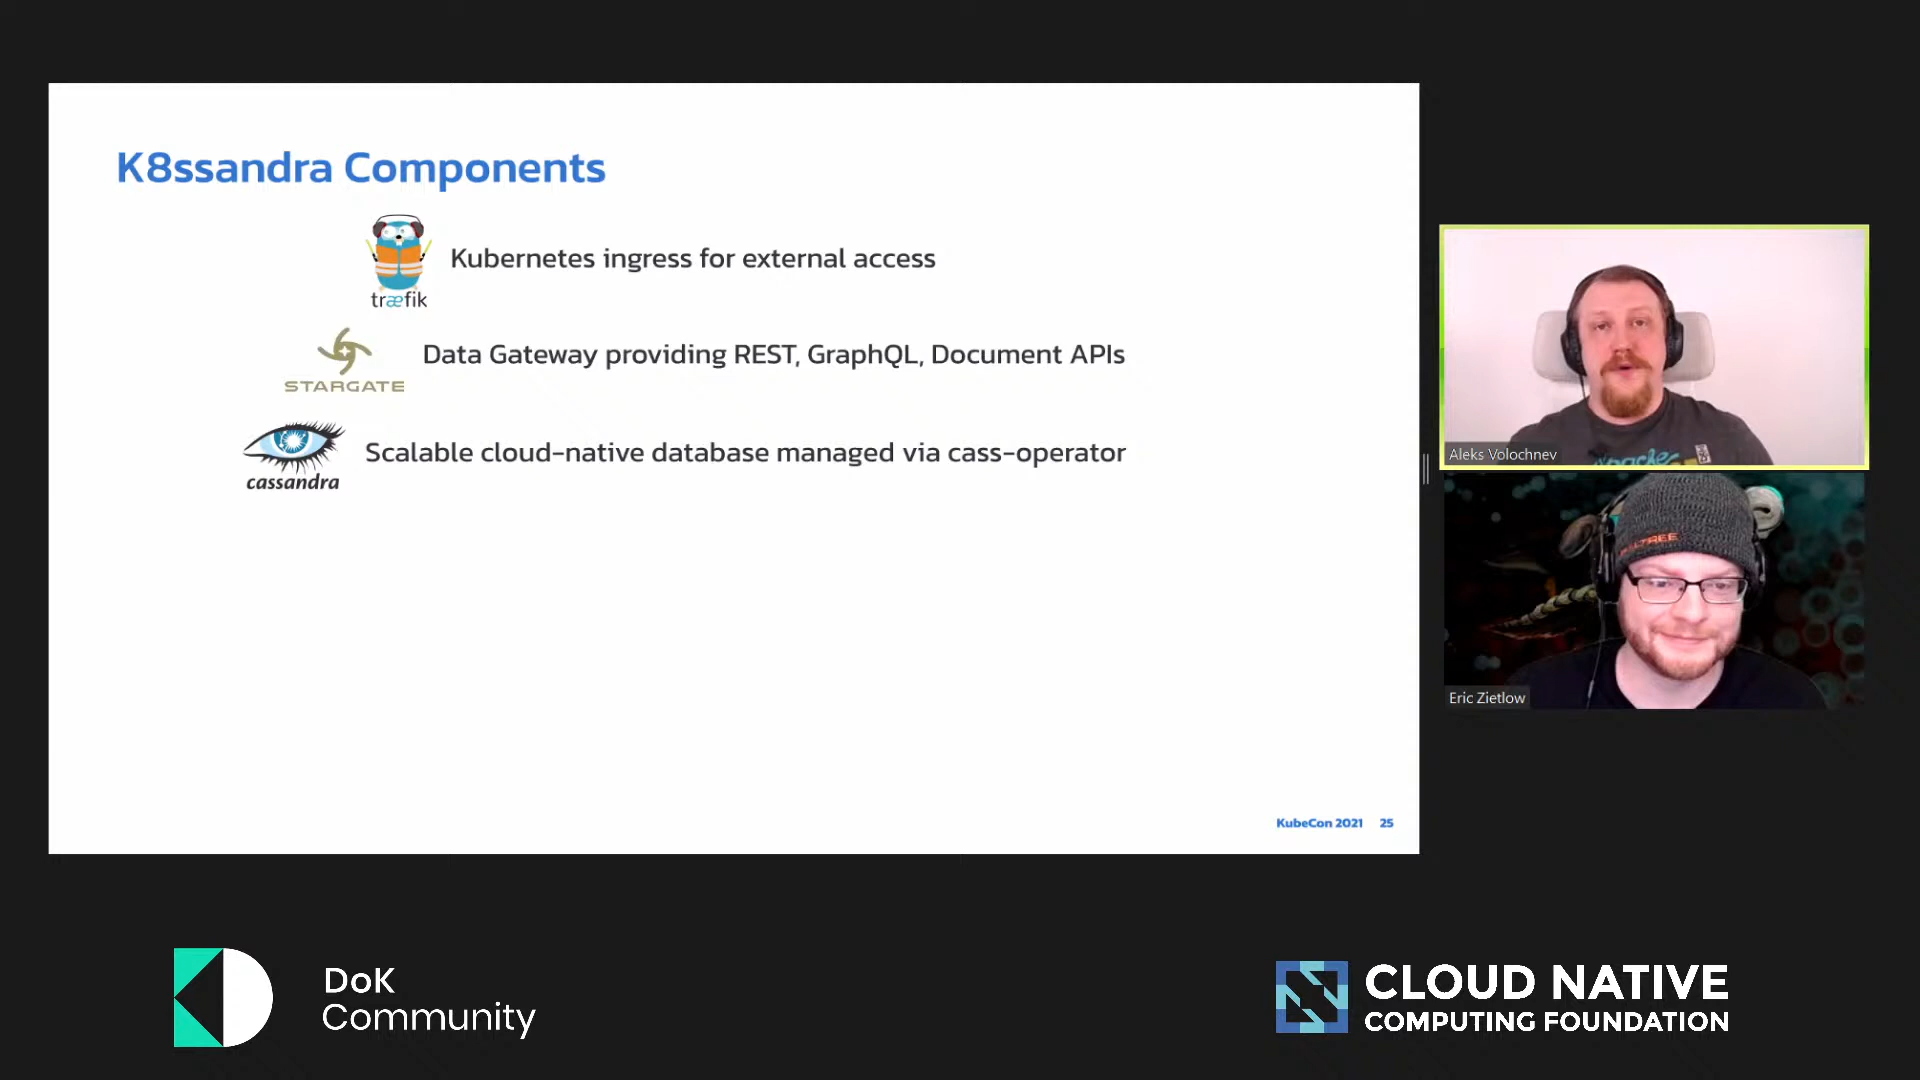 K8ssandra Components
træfik
Kubernetes ingress for external access
STARGATE
Data Gateway providing REST, GraphQL, Document APIs
cassandra
Scalable cloud-native database managed via cass-operator
KubeCon 2021 25
Aleks Volochnev
Eric Zietlow
DoK
Community
CLOUD NATIVE
COMPUTING FOUNDATION